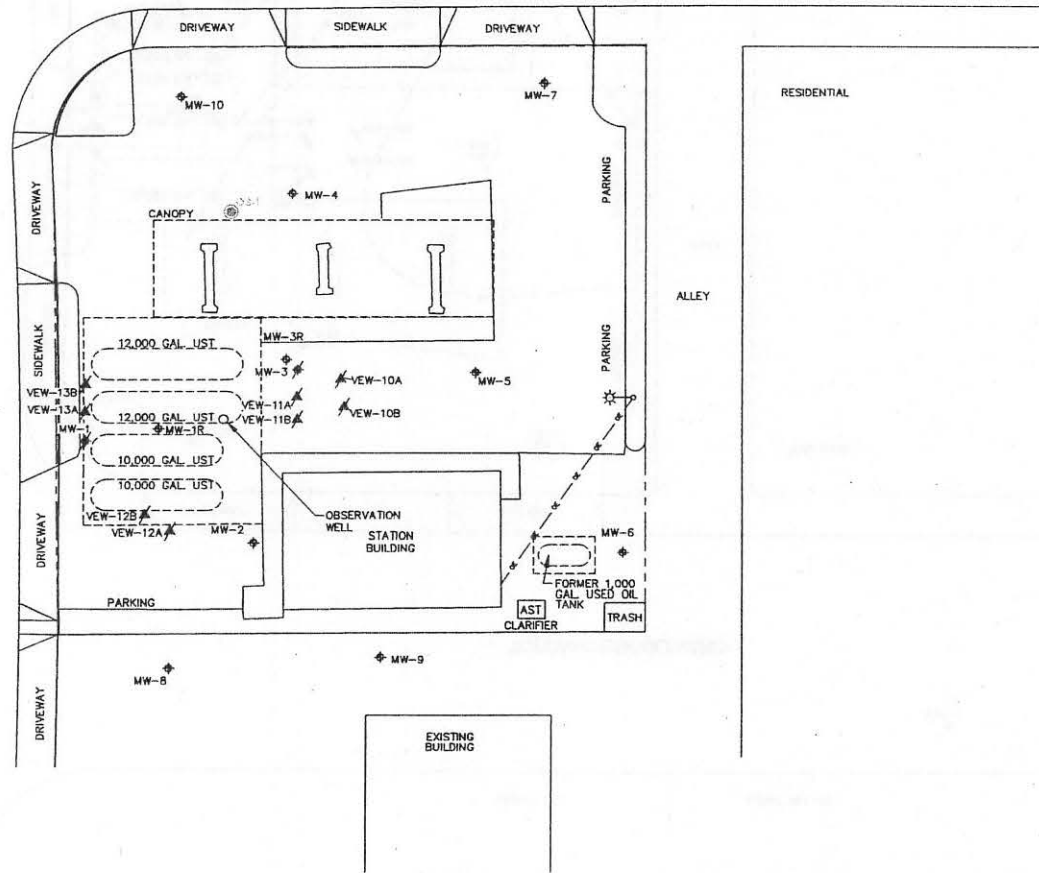 DRIVEWAY
SIDEWALK
DRIVEWAY
MW-10
MW-7
RESIDENTIAL
PARKING
DRIVEWAY
MW-4
CANOPY
ALLEY
SIDEWALK
PARKING
12,000 GAL. UST
MW-3R
MW-3
VEW-10A
MW-5
VEW-13B
VEW-13A
12,000 GAL. UST
VEW-11A
VEW-11B
VEW-10B
MW-1
MW-1R
10,000 GAL. UST
10,000 GAL. UST
VEW-12B
VEW-12A
MW-2
OBSERVATION
WELL
STATION
BUILDING
MW-6
DRIVEWAY
FORMER 1,000
GAL. USED OIL
TANK
PARKING
AST
CLARIFIER
TRASH
MW-8
MW-9
DRIVEWAY
EXISTING
BUILDING